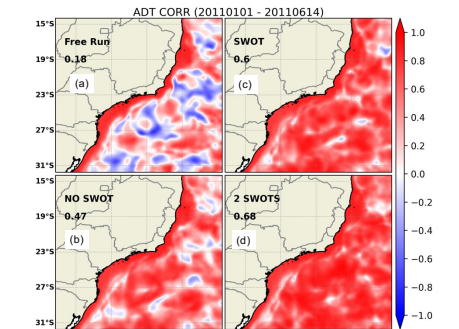 ADT CORR (20110101 - 20110614)
15°S
19°S
23°S
27°S
31°S
Free Run
0.18
(a)
SWOT
0.6
(c)
15°S
19°S
23°S
27°S
31°S
NO SWOT
0.47
(b)
2 SWOTS
0.68
(d)
1.0
0.8
0.6
0.4
0.2
0.0
−0.2
−0.4
−0.6
−0.8
−1.0